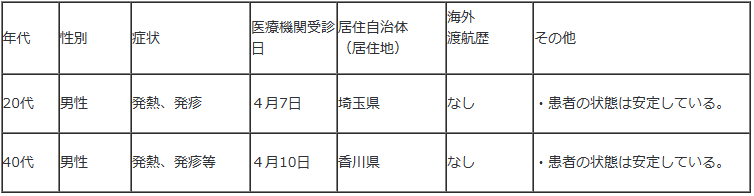 年代 性別 症状 医療機関受診日 居住自治体（居住地） 海外渡航歴 その他
20代 男性 発熱、発疹 ４月7日 埼玉県 なし ・患者の状態は安定している。
40代 男性 発熱、発疹等 ４月10日 香川県 なし ・患者の状態は安定している。